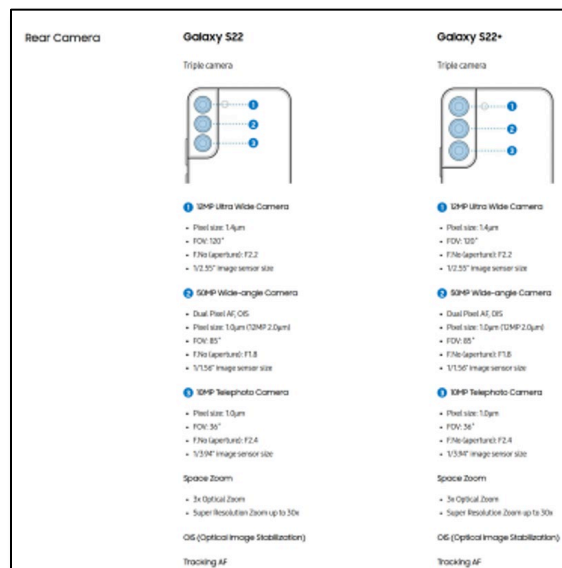 Rear Camera
Galaxy S22
Triple camera
1
2
3
1 12MP Ultra Wide Camera
• Pixel size: 1.4μm
• FOV: 120˚
• F.No (aperture): F2.2
• 1/2.55" image sensor size
2 50MP Wide-angle Camera
• Dual Pixel AF, OIS
• Pixel size: 1.0μm (12MP 2.0μm)
• FOV: 85˚
• F.No (aperture): F1.8
• 1/1.56" image sensor size
3 10MP Telephoto Camera
• Pixel size: 1.0μm
• FOV: 36˚
• F.No (aperture): F2.4
• 1/3.94" image sensor size
Space Zoom
• 3x Optical Zoom
• Super Resolution Zoom up to 30x
OIS (Optical Image Stabilization)
Tracking AF
Galaxy S22+
Triple camera
1
2
3
1 12MP Ultra Wide Camera
• Pixel size: 1.4μm
• FOV: 120˚
• F.No (aperture): F2.2
• 1/2.55" image sensor size
2 50MP Wide-angle Camera
• Dual Pixel AF, OIS
• Pixel size: 1.0μm (12MP 2.0μm)
• FOV: 85˚
• F.No (aperture): F1.8
• 1/1.56" image sensor size
3 10MP Telephoto Camera
• Pixel size: 1.0μm
• FOV: 36˚
• F.No (aperture): F2.4
• 1/3.94" image sensor size
Space Zoom
• 3x Optical Zoom
• Super Resolution Zoom up to 30x
OIS (Optical Image Stabilization)
Tracking AF